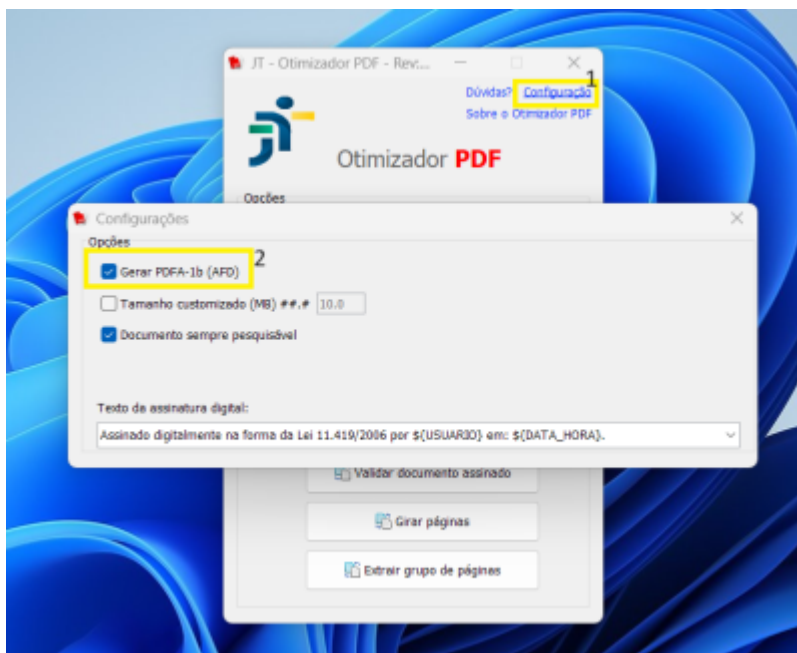 JT - Otimizador PDF - Rev:...
1
Dúvidas? Configuração
Sobre o Otimizador PDF
Otimizador PDF
Opções
Configurações
Opções
2
Gerar PDFA-1b (AFD)
Tamanho customizado (MB) ##.# 10.0
Documento sempre pesquisável
Texto da assinatura digital:
Assinado digitalmente na forma da Lei 11.419/2006 por ${USUARIO} em: ${DATA_HORA}.
Validar documento assinado
Girar páginas
Extrair grupo de páginas